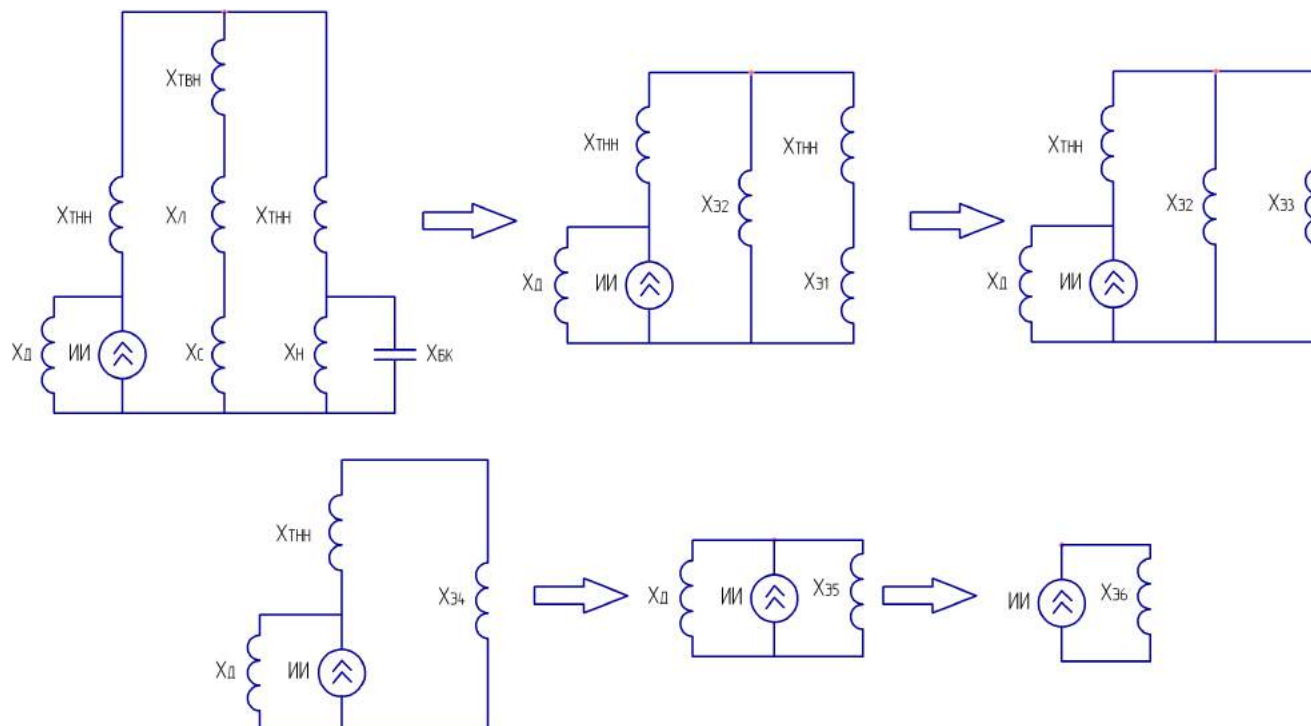 XТВН
XТНН
XЛ
XТНН
XД
ИИ
XС
XН
XБК
XТНН
XЭ2
XТНН
XД
ИИ
XЭ1
XТНН
XЭ2
XЭ3
XД
ИИ
XТНН
XЭ4
XД
ИИ
XД
ИИ
XЭ5
ИИ
XЭ6